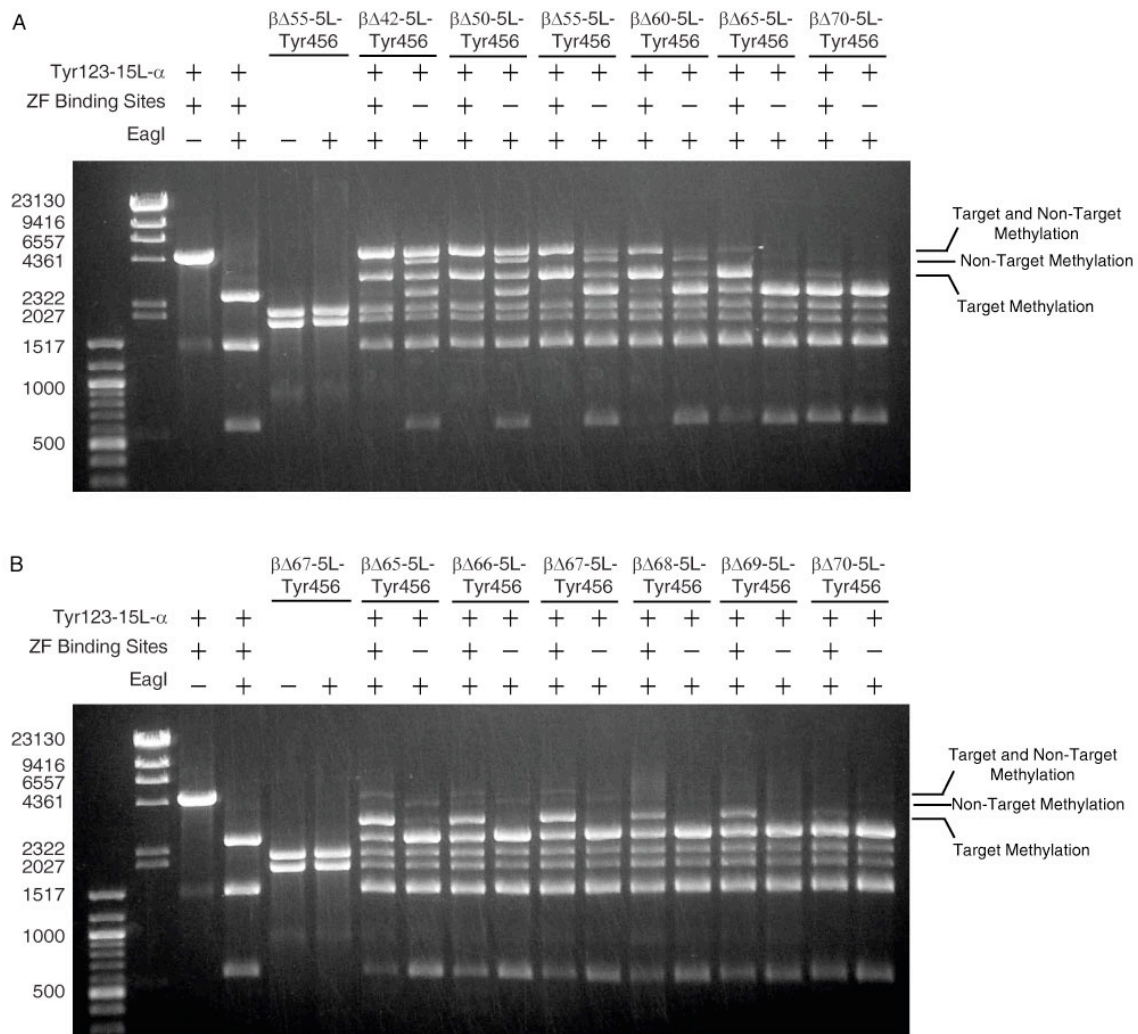 A
βΔ55-5L- βΔ42-5L- βΔ50-5L- βΔ55-5L- βΔ60-5L- βΔ65-5L- βΔ70-5L-
Tyr456 Tyr456 Tyr456 Tyr456 Tyr456 Tyr456 Tyr456
Tyr123-15L-α + + + + + + + + + + + + + +
ZF Binding Sites + + + − + − + − + − + − + −
EagI − + − + + + + + + + + + + + + +
23130
9416
6557
4361
2322
2027
1517
1000
500
Target and Non-Target
Methylation
Non-Target Methylation
Target Methylation
B
βΔ67-5L- βΔ65-5L- βΔ66-5L- βΔ67-5L- βΔ68-5L- βΔ69-5L- βΔ70-5L-
Tyr456 Tyr456 Tyr456 Tyr456 Tyr456 Tyr456 Tyr456
Tyr123-15L-α + + + + + + + + + + + + + +
ZF Binding Sites + + + − + − + − + − + − + −
EagI − + − + + + + + + + + + + + + +
23130
9416
6557
4361
2322
2027
1517
1000
500
Target and Non-Target
Methylation
Non-Target Methylation
Target Methylation